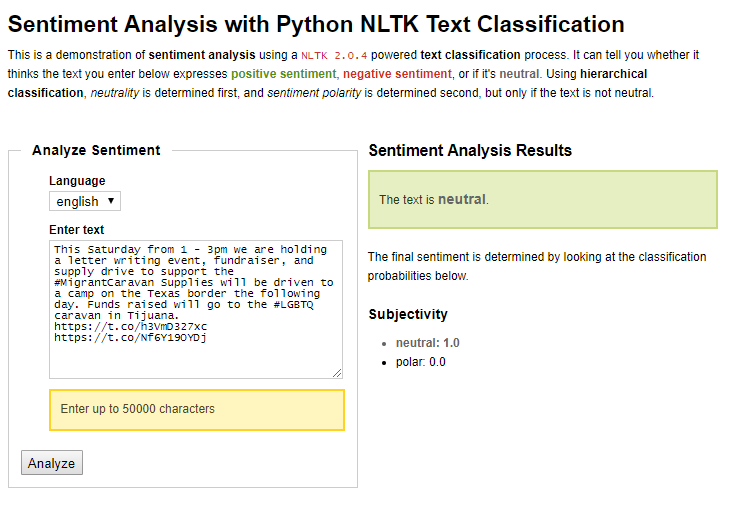 Sentiment Analysis with Python NLTK Text Classification
This is a demonstration of sentiment analysis using a NLTK 2.0.4 powered text classification process. It can tell you whether it
thinks the text you enter below expresses positive sentiment, negative sentiment, or if it's neutral. Using hierarchical
classification, neutrality is determined first, and sentiment polarity is determined second, but only if the text is not neutral.
Analyze Sentiment
Language
english
Enter text
This Saturday from 1 - 3pm we are holding
a letter writing event, fundraiser, and
supply drive to support the
#MigrantCaravan Supplies will be driven to
a camp on the Texas border the following
day. Funds raised will go to the #LGBTQ
caravan in Tijuana.
https://t.co/h3VmD327xc
https://t.co/Nf6Y19OYDj
Enter up to 50000 characters
Analyze
Sentiment Analysis Results
The text is neutral.
The final sentiment is determined by looking at the classification
probabilities below.
Subjectivity
• neutral: 1.0
• polar: 0.0